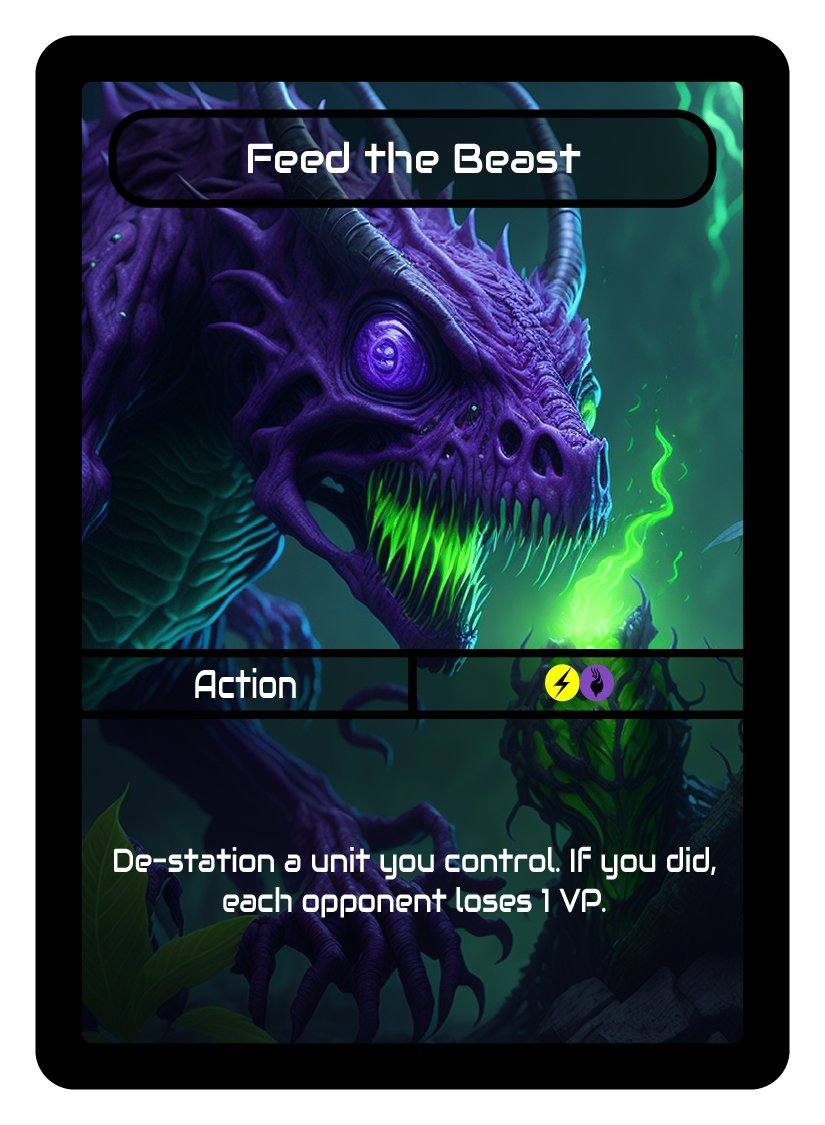 Feed the Beast
Action
De-station a unit you control. If you did,
each opponent loses 1 VP.